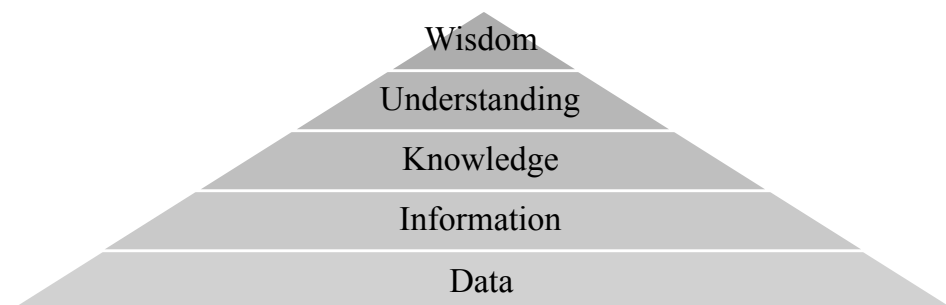 Wisdom
Understanding
Knowledge
Information
Data